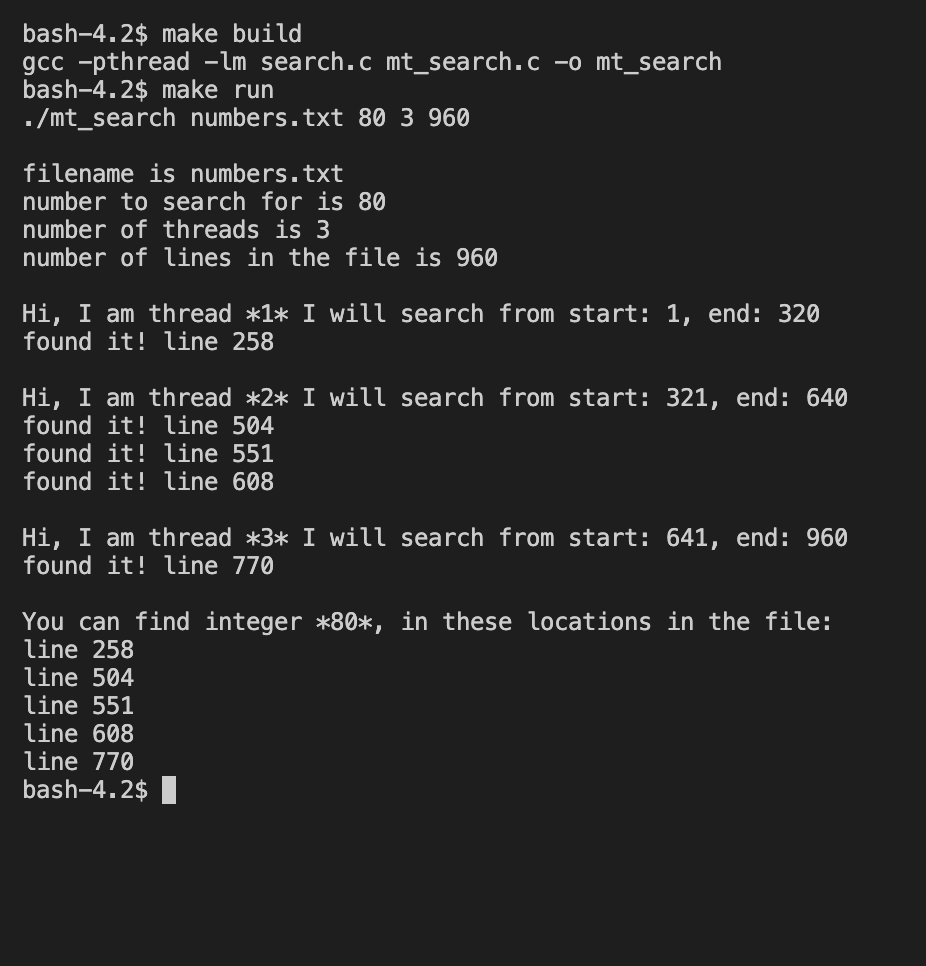 bash-4.2$ make build
gcc -pthread -lm search.c mt_search.c -o mt_search
bash-4.2$ make run
./mt_search numbers.txt 80 3 960
filename is numbers.txt
number to search for is 80
number of threads is 3
number of lines in the file is 960
Hi, I am thread *1* I will search from start: 1, end: 320
found it! line 258
Hi, I am thread *2* I will search from start: 321, end: 640
found it! line 504
found it! line 551
found it! line 608
Hi, I am thread *3* I will search from start: 641, end: 960
found it! line 770
You can find integer *80*, in these locations in the file:
line 258
line 504
line 551
line 608
line 770
bash-4.2$